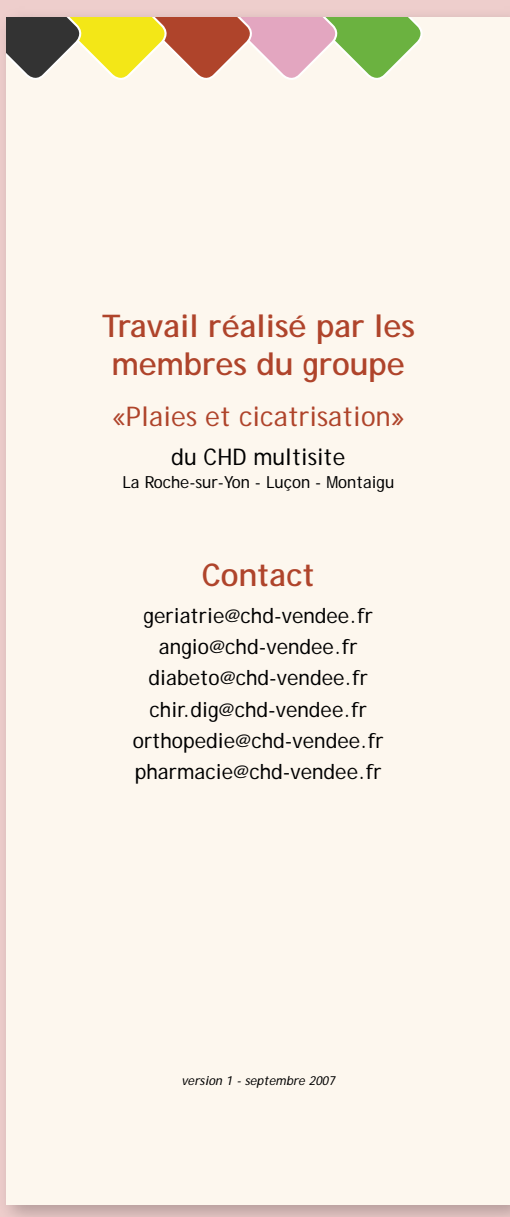 Travail réalisé par les
membres du groupe
«Plaies et cicatrisation»
du CHD multisite
La Roche-sur-Yon - Luçon - Montaigu
Contact
geriatrie@chd-vendee.fr
angio@chd-vendee.fr
diabeto@chd-vendee.fr
chir.dig@chd-vendee.fr
orthopedie@chd-vendee.fr
pharmacie@chd-vendee.fr
version 1 - septembre 2007